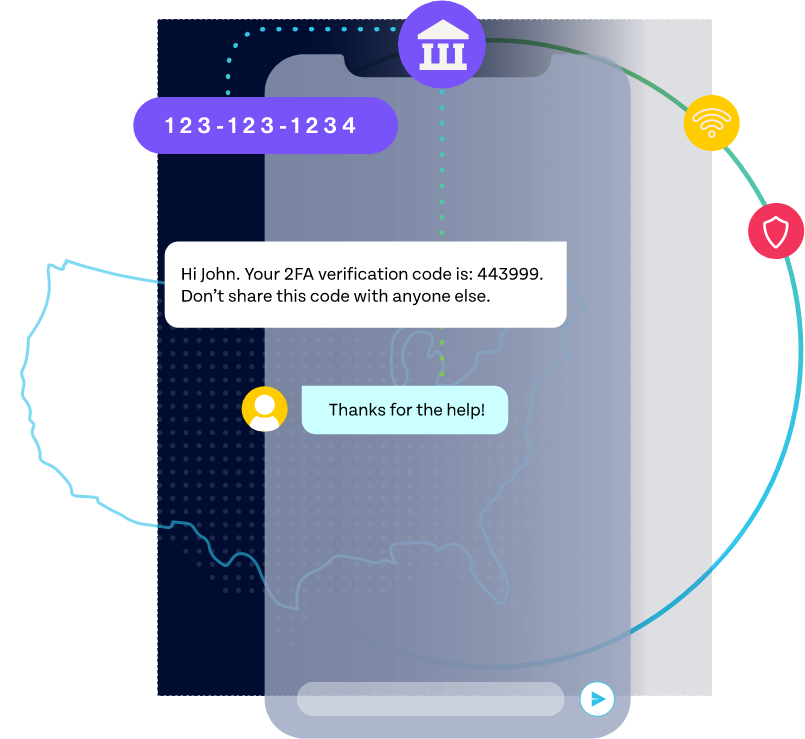 123-123-1234
Hi John. Your 2FA verification code is: 443999.
Don’t share this code with anyone else.
Thanks for the help!